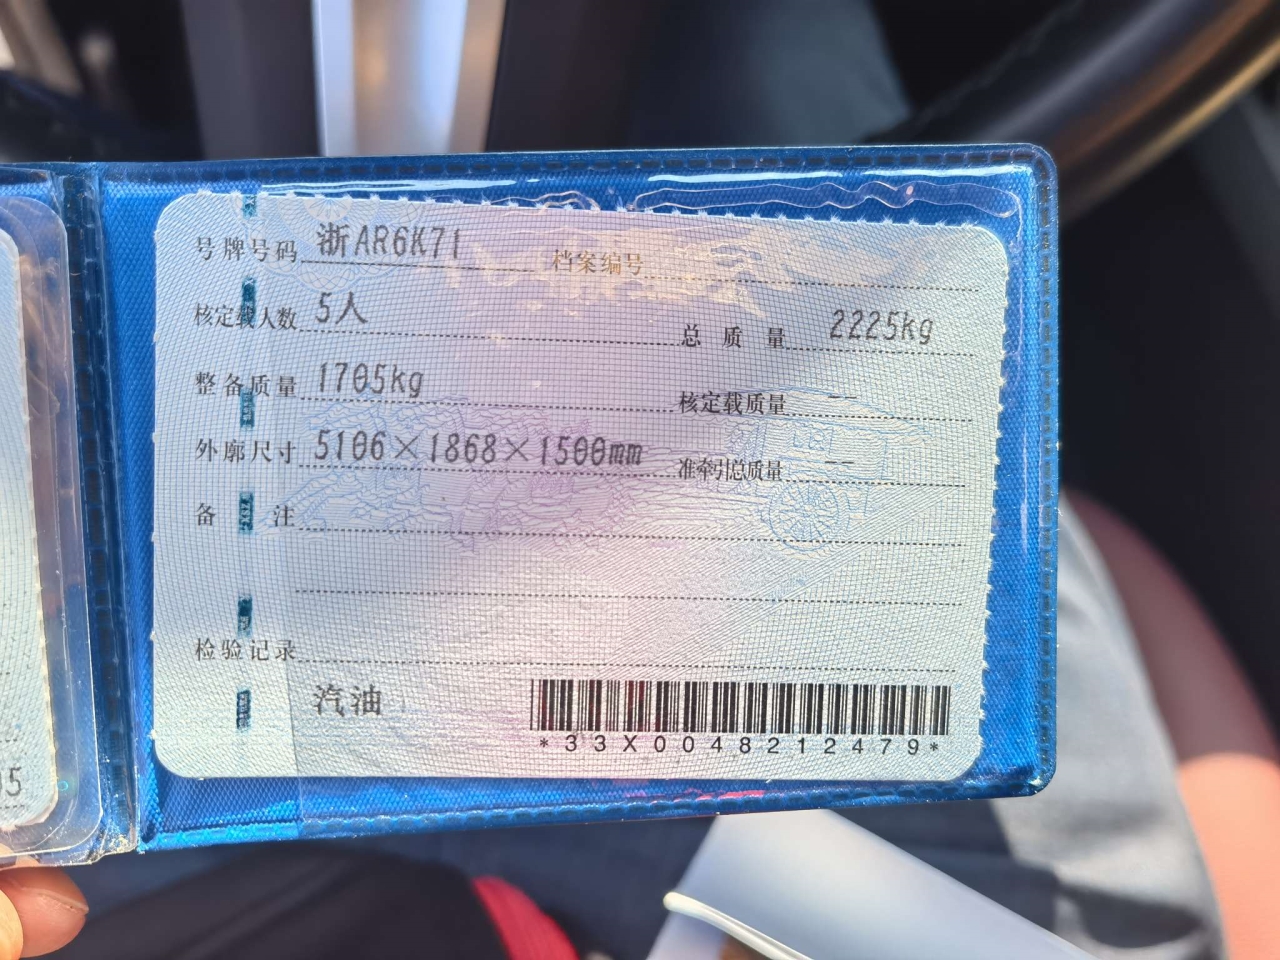 号牌号码 浙AR6K71 档案编号
核定载人数 5人 总质量 2225kg
整备质量 1705kg 核定载质量 --
外廓尺寸 5106×1868×1500mm 准牵引总质量 --
备注
检验记录
汽油
*33X0048212479*
05